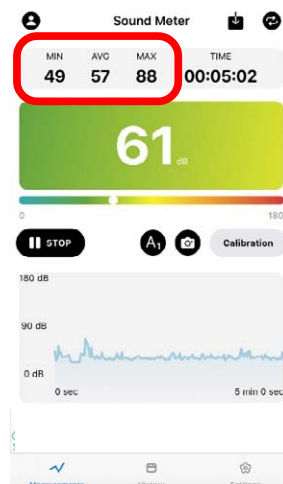 Sound Meter
MIN AVG MAX TIME
49 57 88 00:05:02
61 dB
0 180
STOP A1 Calibration
180 dB
90 dB
0 dB
0 sec 5 min 0 sec